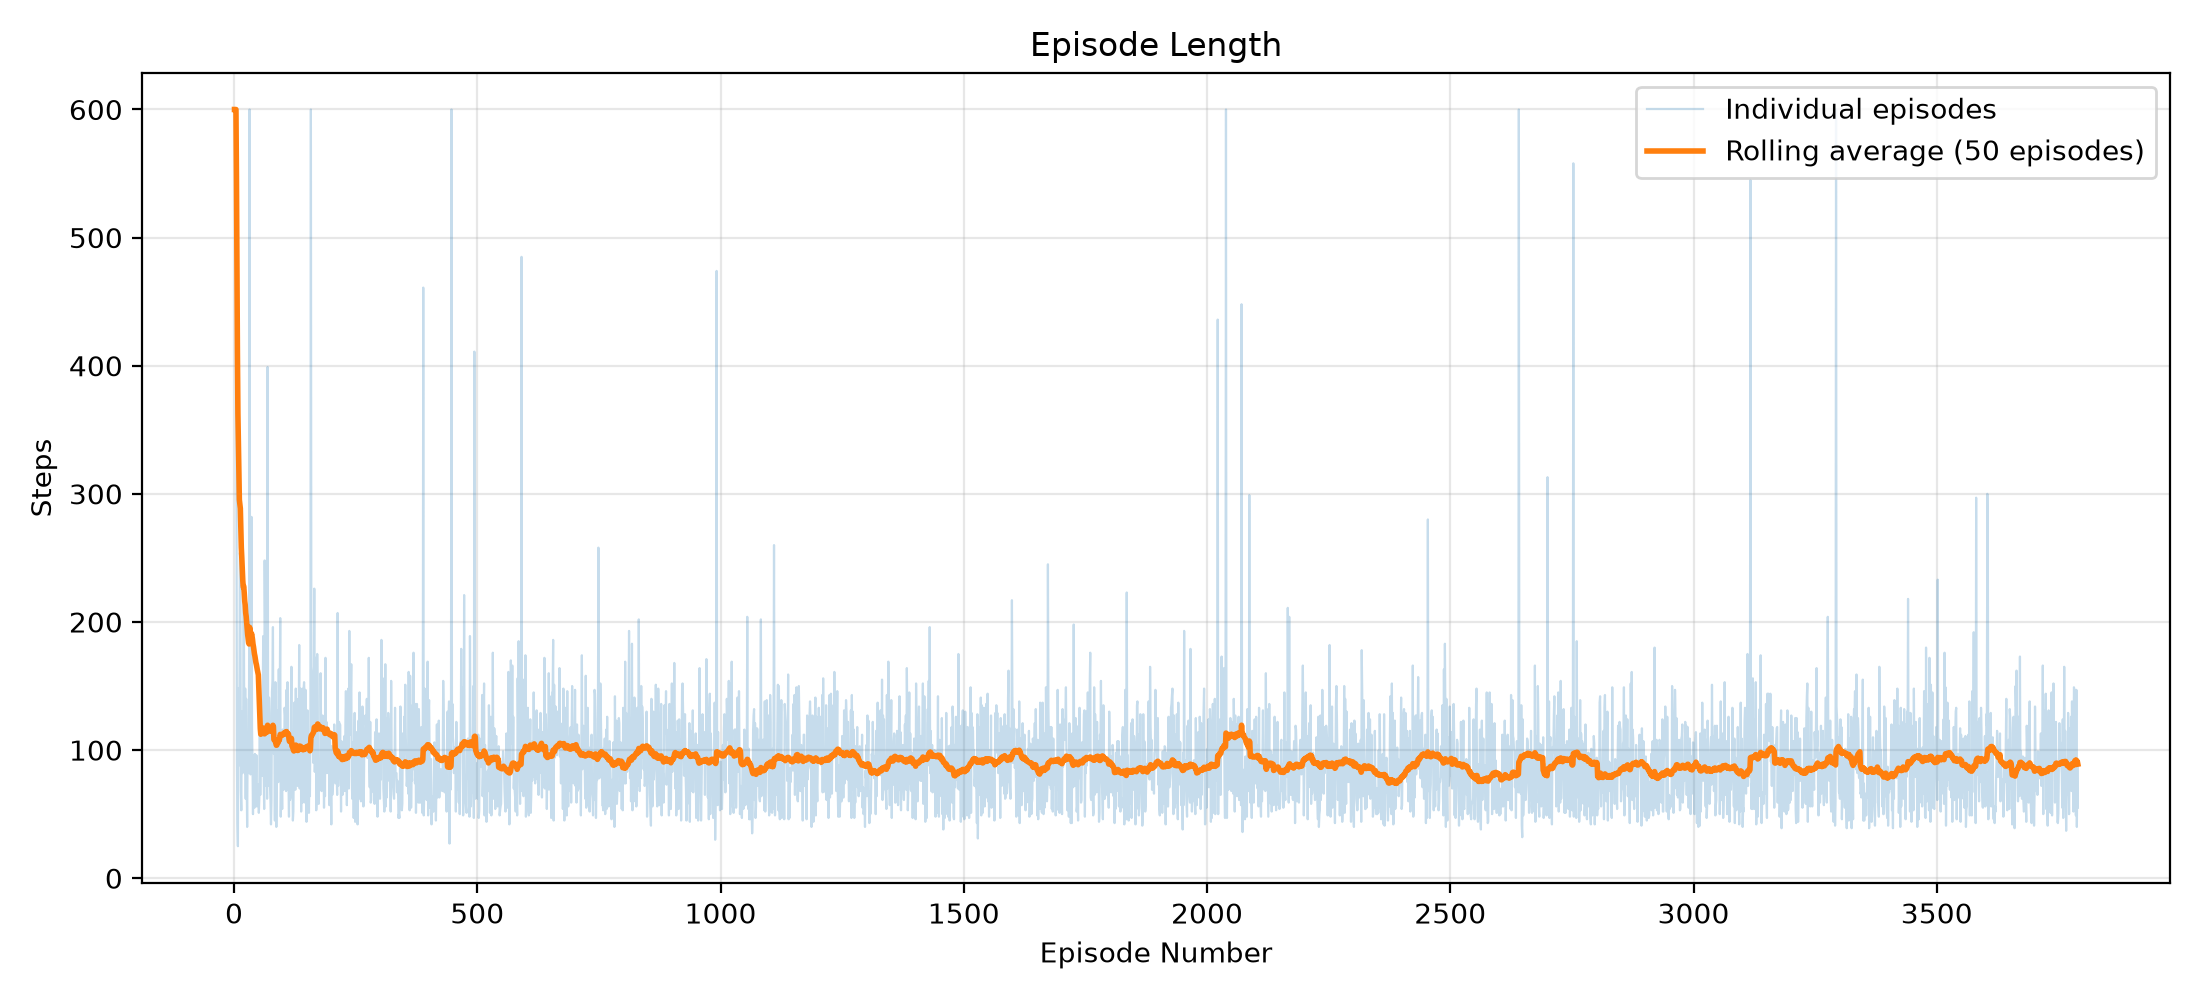 Episode Length
Individual episodes
Rolling average (50 episodes)
600
500
400
300
200
100
0
Steps
0 500 1000 1500 2000 2500 3000 3500
Episode Number